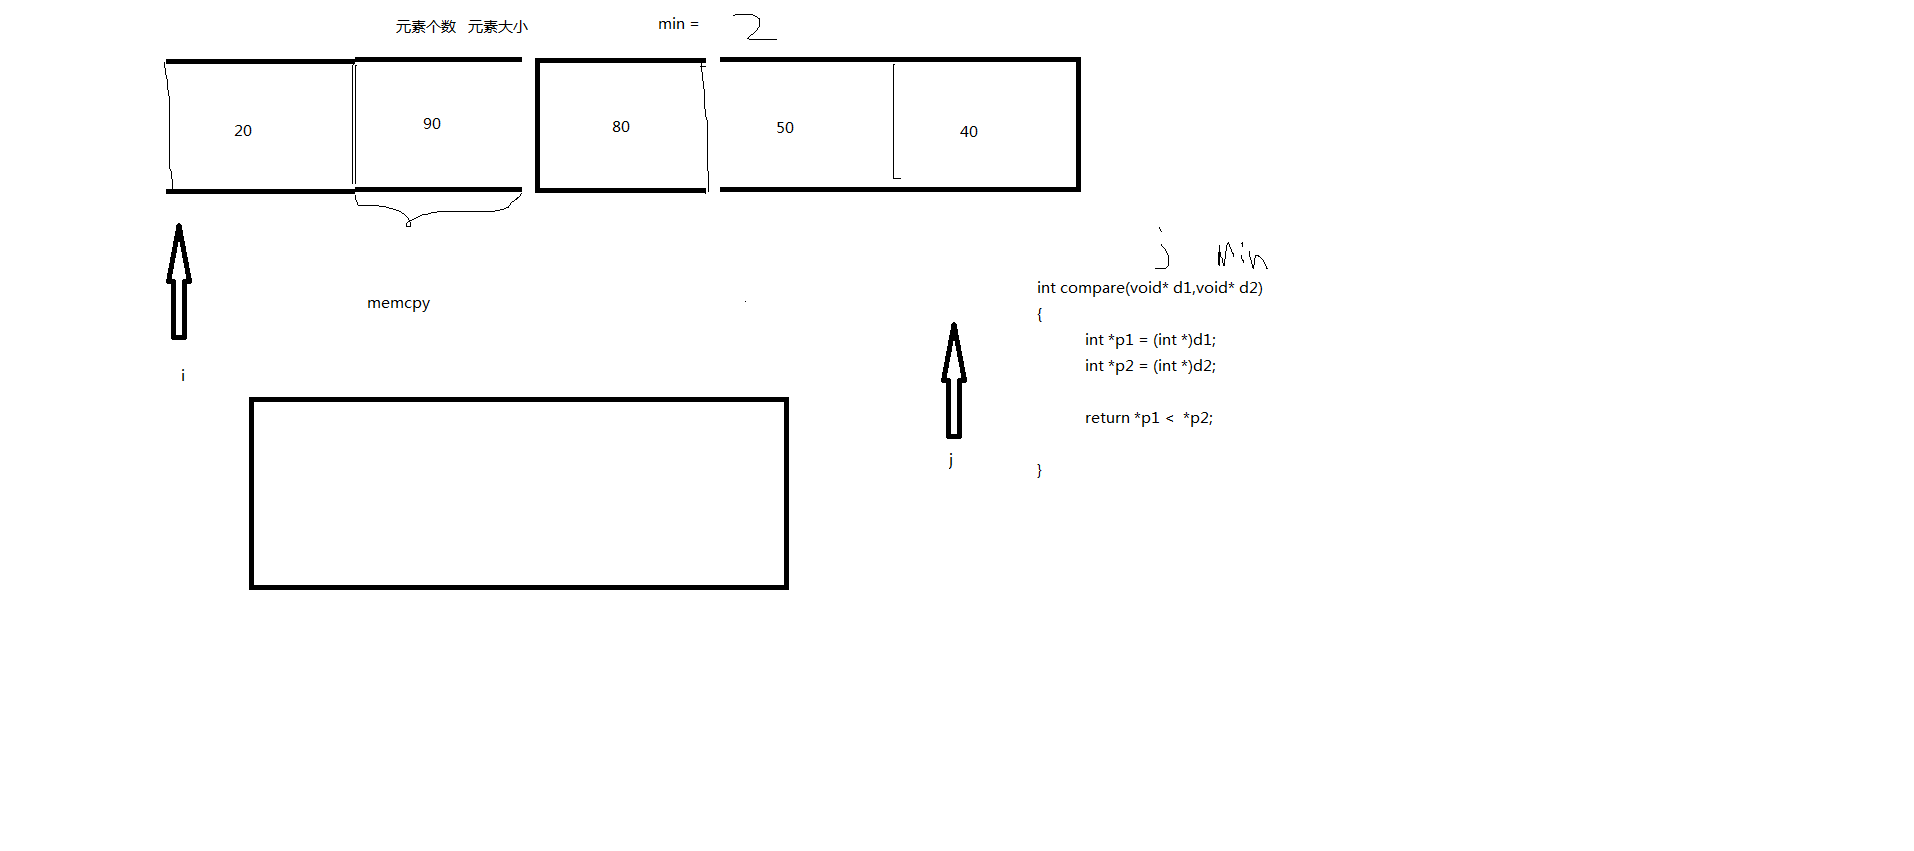 元素个数 元素大小 min = 2
20 90 80 50 40
j min
memcpy
i
j
int compare(void* d1,void* d2)
{
int *p1 = (int *)d1;
int *p2 = (int *)d2;
return *p1 < *p2;
}